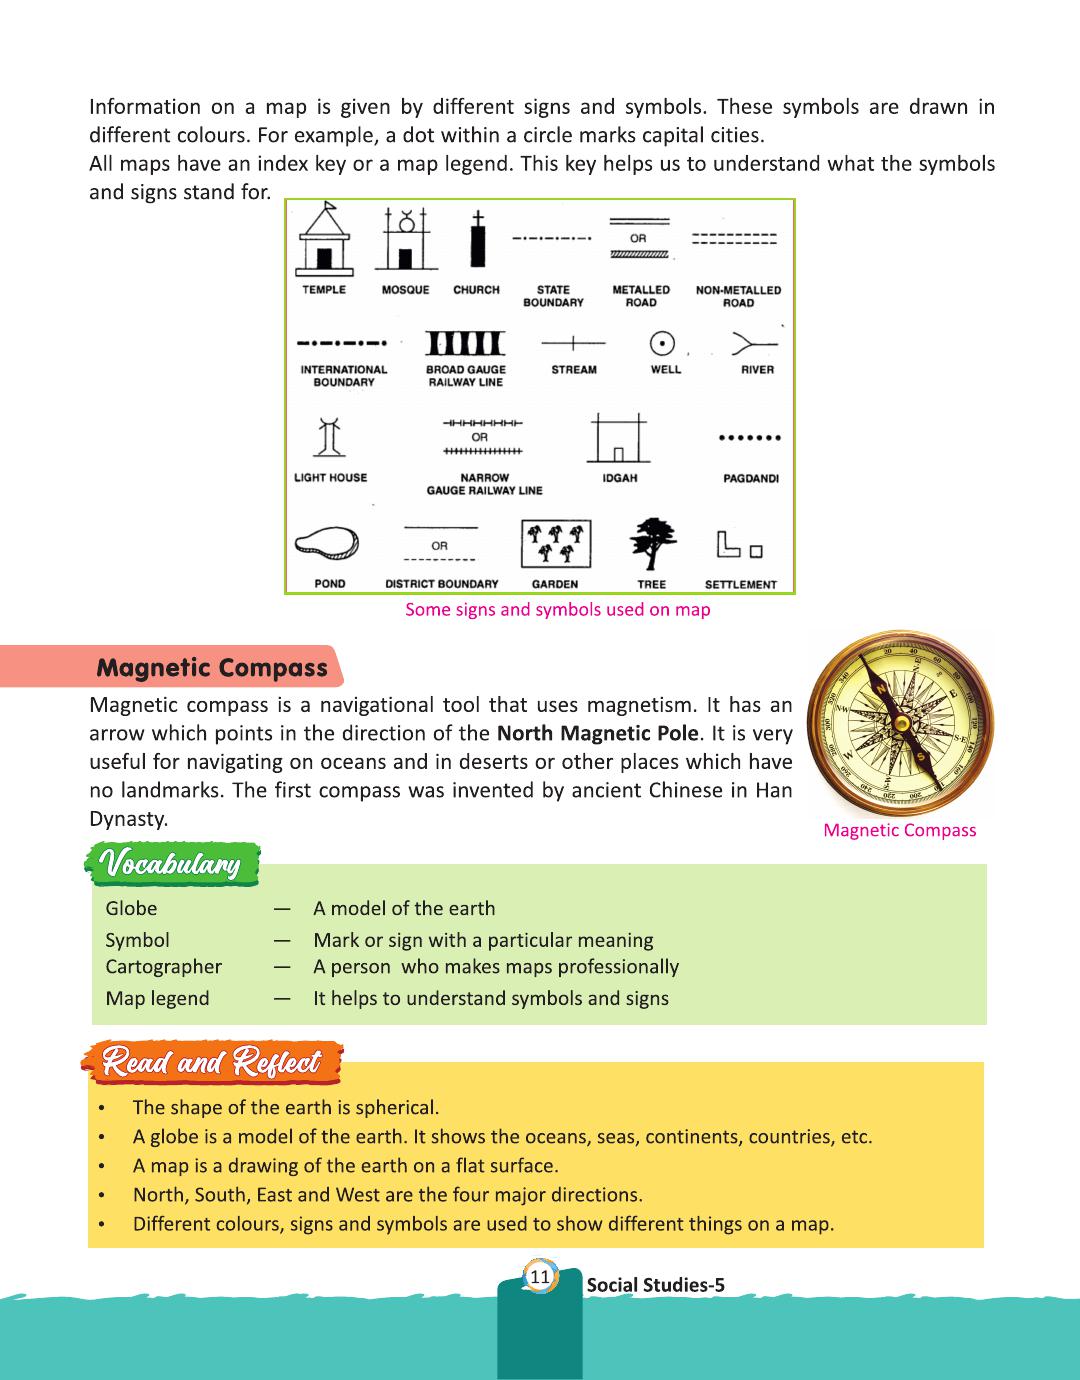 Information on a map is given by different signs and symbols. These symbols are drawn in
different colours. For example, a dot within a circle marks capital cities.
All maps have an index key or a map legend. This key helps us to understand what the symbols
and signs stand for.
OR
TEMPLE MOSQUE CHURCH STATE METALLED NON-METALLED
BOUNDARY ROAD ROAD
INTERNATIONAL BROAD GAUGE STREAM WELL RIVER
BOUNDARY RAILWAY LINE
OR
LIGHT HOUSE NARROW IDGAH PAGDANDI
GAUGE RAILWAY LINE
OR
POND DISTRICT BOUNDARY GARDEN TREE SETTLEMENT
Some signs and symbols used on map
Magnetic Compass
Magnetic compass is a navigational tool that uses magnetism. It has an
arrow which points in the direction of the North Magnetic Pole. It is very
useful for navigating on oceans and in deserts or other places which have
no landmarks. The first compass was invented by ancient Chinese in Han
Dynasty.
Magnetic Compass
Vocabulary
Globe — A model of the earth
Symbol — Mark or sign with a particular meaning
Cartographer — A person who makes maps professionally
Map legend — It helps to understand symbols and signs
Read and Reflect
• The shape of the earth is spherical.
• A globe is a model of the earth. It shows the oceans, seas, continents, countries, etc.
• A map is a drawing of the earth on a flat surface.
• North, South, East and West are the four major directions.
• Different colours, signs and symbols are used to show different things on a map.
11
Social Studies-5